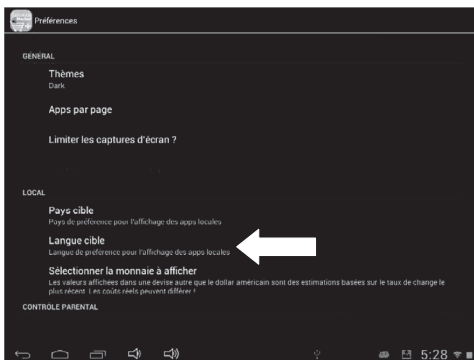 Préférences
GÉNÉRAL
Thèmes
Dark
Apps par page
Limiter les captures d'écran ?
LOCAL
Pays cible
Pays de préférence pour l'affichage des apps locales
Langue cible
Langue de préférence pour l'affichage des apps locales
Sélectionner la monnaie à afficher
Les valeurs affichées dans une devise autre que le dollar américain sont des estimations basées sur le taux de change le
plus récent. Les coûts réels peuvent différer !
CONTRÔLE PARENTAL
5:28